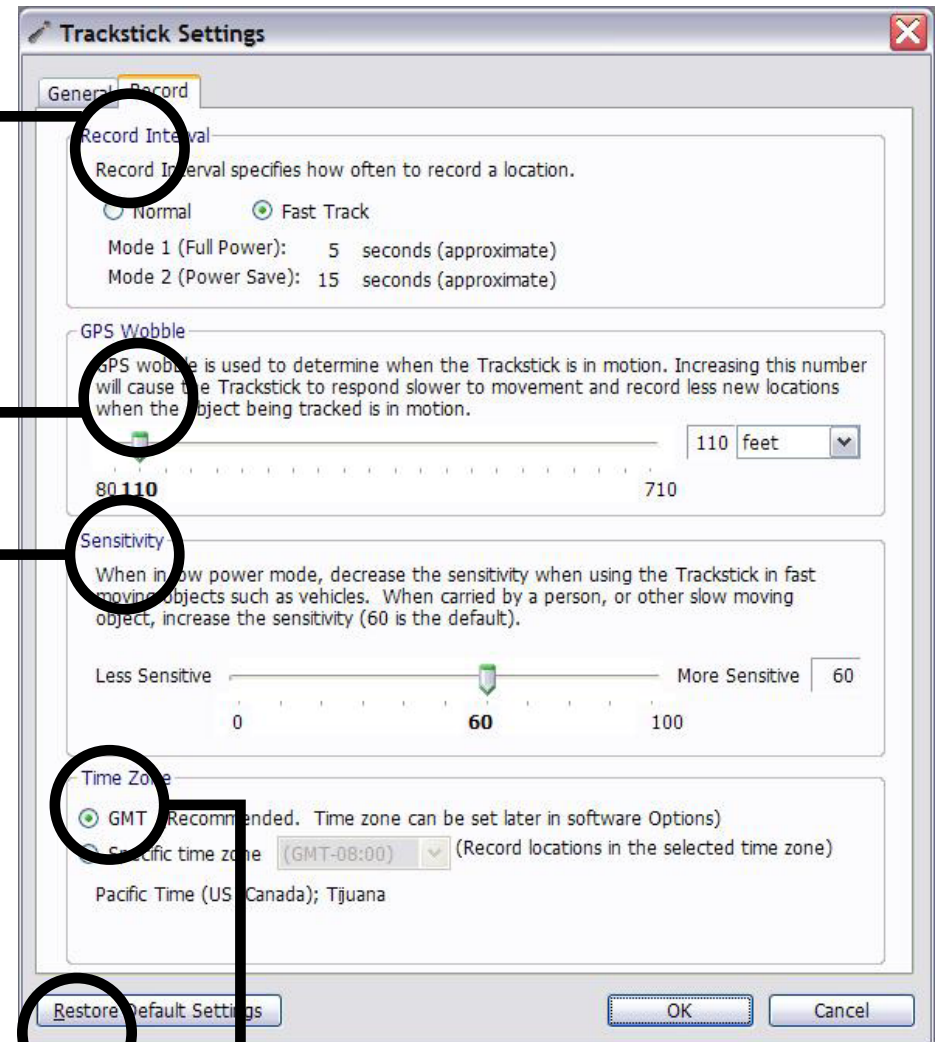 Trackstick Settings
General Record
Record Interval
Record Interval specifies how often to record a location.
Normal Fast Track
Mode 1 (Full Power): 5 seconds (approximate)
Mode 2 (Power Save): 15 seconds (approximate)
GPS Wobble
GPS wobble is used to determine when the Trackstick is in motion. Increasing this number
will cause the Trackstick to respond slower to movement and record less new locations
when the object being tracked is in motion.
110 feet
80 110 710
Sensitivity
When in low power mode, decrease the sensitivity when using the Trackstick in fast
moving objects such as vehicles. When carried by a person, or other slow moving
object, increase the sensitivity (60 is the default).
Less Sensitive More Sensitive 60
0 60 100
Time Zone
GMT (Recommended. Time zone can be set later in software Options)
Specific time zone (GMT-08:00) (Record locations in the selected time zone)
Pacific Time (US Canada); Tijuana
Restore Default Settings OK Cancel